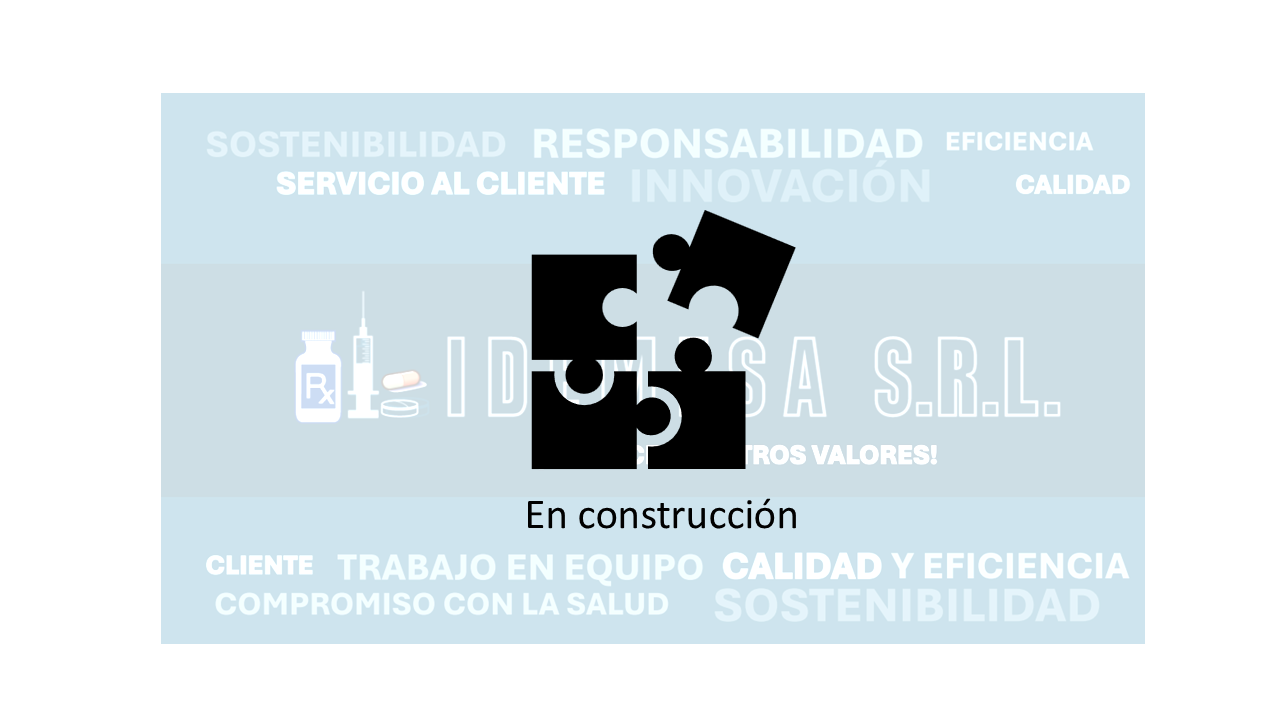 SOSTENIBILIDAD RESPONSABILIDAD EFICIENCIA
SERVICIO AL CLIENTE INNOVACIÓN CALIDAD
Rx
S.R.L.
VALORES!
En construcción
CLIENTE TRABAJO EN EQUIPO CALIDAD Y EFICIENCIA
COMPROMISO CON LA SALUD SOSTENIBILIDAD